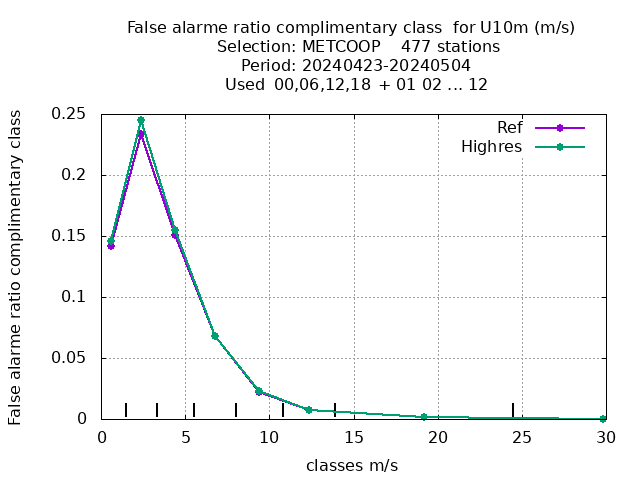 False alarme ratio complimentary class  for U10m (m/s)
Selection: METCOOP    477 stations
Period: 20240423-20240504
Used  00,06,12,18 + 01 02 ... 12
False alarme ratio complimentary class
0.25
0.2
0.15
0.1
0.05
0
Ref
Highres
0 5 10 15 20 25 30
classes m/s